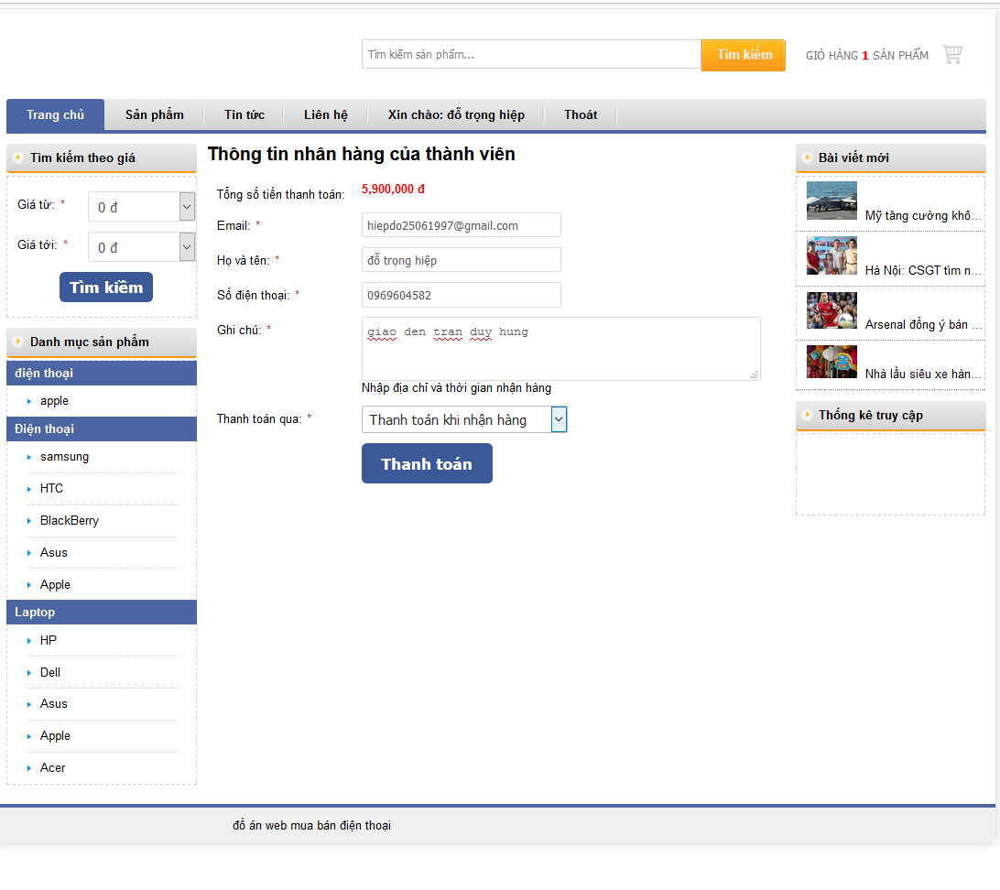 Tìm kiếm sản phẩm...
Tìm kiếm
GIỎ HÀNG 1 SẢN PHẨM
Trang chủ
Sản phẩm
Tin tức
Liên hệ
Xin chào: đỗ trọng hiệp
Thoát
Tìm kiếm theo giá
Giá từ: *
0 đ
Giá tới: *
0 đ
Tìm kiềm
Danh mục sản phẩm
điện thoại
apple
Điện thoại
samsung
HTC
BlackBerry
Asus
Apple
Laptop
HP
Dell
Asus
Apple
Acer
Thông tin nhân hàng của thành viên
Tổng số tiền thanh toán:
5,900,000 đ
Email: *
hiepdo25061997@gmail.com
Họ và tên: *
đỗ trọng hiệp
Số điện thoại: *
0969604582
Ghi chú: *
giao den tran duy hung
Nhập địa chỉ và thời gian nhận hàng
Thanh toán qua: *
Thanh toán khi nhận hàng
Thanh toán
Bài viết mới
Mỹ tăng cường khô...
Hà Nội: CSGT tìm n...
Arsenal đồng ý bán ...
Nhà lầu siêu xe hàn...
Thống kê truy cập
đồ án web mua bán điện thoại